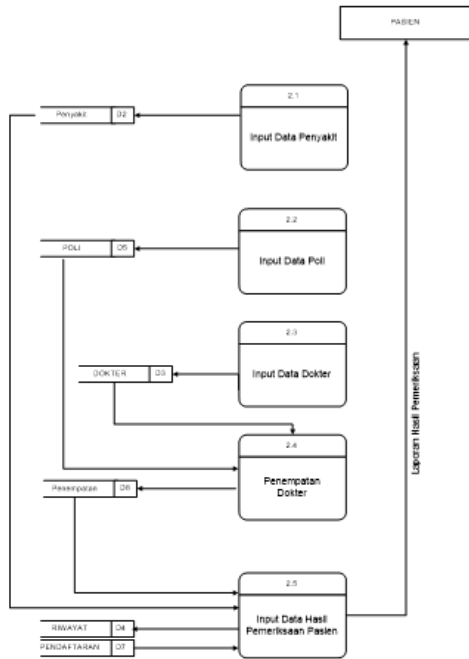 PASIEN
2.1
Penyakit D2
Input Data Penyakit
2.2
POLI D5
Input Data Poli
2.3
DOKTER D3
Input Data Dokter
Laporan Hasil Pemeriksaan
2.4
Penempatan
Dokter
Penempatan D6
2.5
Input Data Hasil
Pemeriksaan Pasien
RIWAYAT D4
PENDAFTARAN D7